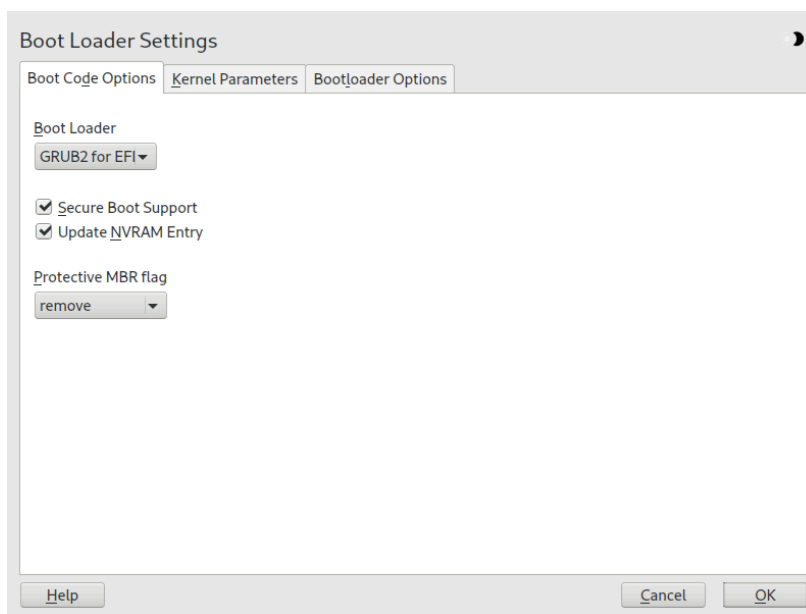 Boot Loader Settings
Boot Code Options Kernel Parameters Bootloader Options
Boot Loader
GRUB2 for EFI
Secure Boot Support
Update NVRAM Entry
Protective MBR flag
remove
Help Cancel OK